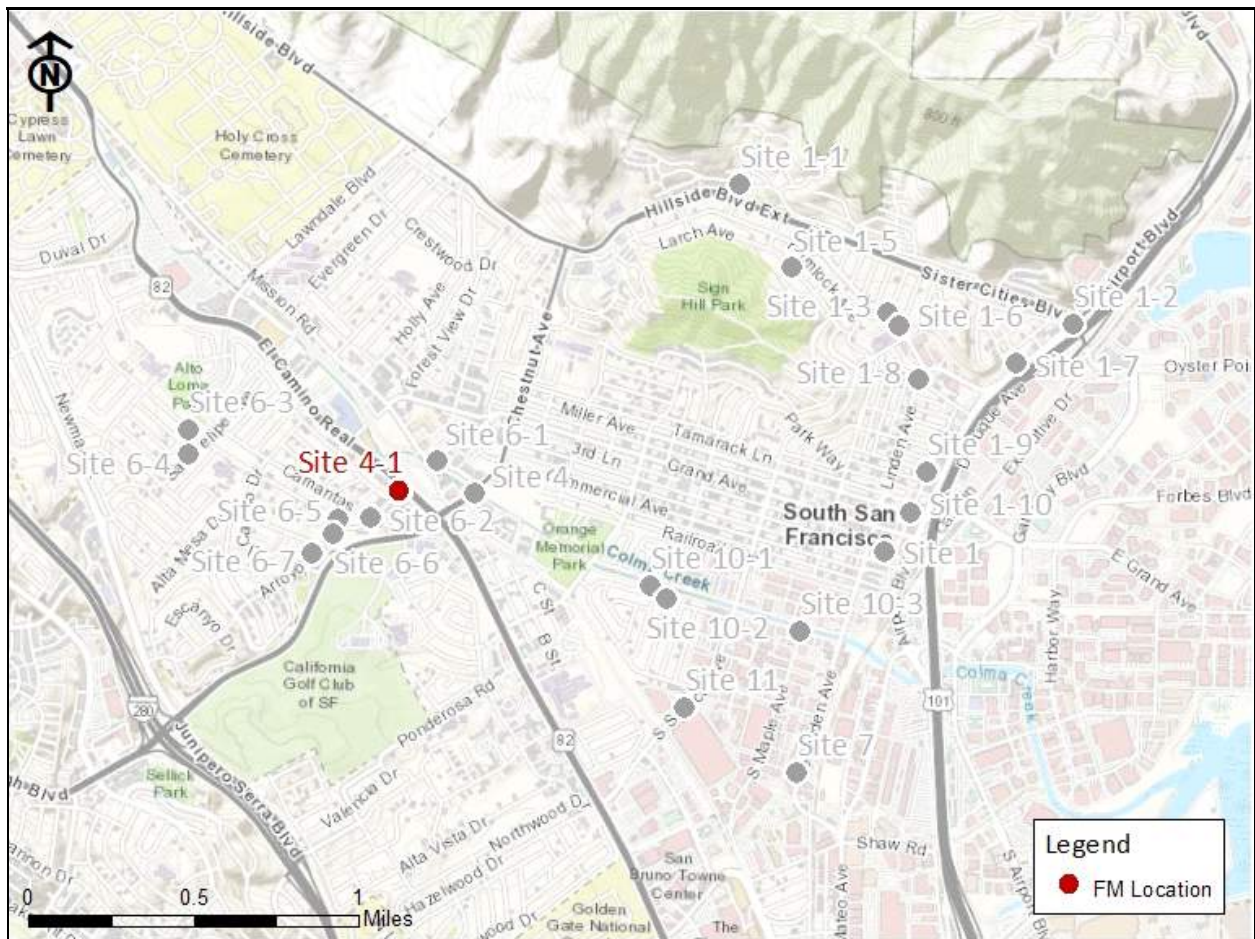 Hillside Blvd
Blvd
N
Cypress
Lawn
Cemetery
Holy Cross
Cemetery
800 ft
Site 1-1
Lawndale Blvd
Hillside Blvd Ext
Evergreen Dr
Crestwood Dr
Larch Ave
Site 1-5
Airport Blvd
Duval Dr
Mission Rd
Holly Ave
Forest View Dr
Sign
Hill Park
Sister Cities Blv
Site 1-2
82
Site 1-3
Site 1-6
Chestnut Ave
El Camino Real
Alto
Loma
Site 1-8
Site 1-7
Oyster Poi
Site 6-3
Miller Ave
Tamarack Ln
Park Way
Linden Ave
Executive Dr
Site 6-1
3rd Ln
Grand Ave
Site 1-9
Site 6-4
Site 4-1
Site 4
Camaritas
South San
Francisco
Site 1-10
Forbes Blvd
Site 6-5
Site 6-2
Orange
Memorial
Park
Railroad
Alta Mesa Dr
Site 6-7
Site 6-6
Arroyo
Colma Creek
Site 10-1
Site 1
E Grand Ave
Escanyo Dr
C St
B St
Site 10-2
Site 10-3
Harbor Way
California
Golf Club
of SF
Ponderosa Rd
Site 11
Colma Creek
101
280
Junipero Serra Blvd
82
S Maple Ave
Site 7
Sellick
Park
Valencia Dr
Alta Vista Dr
Northwood D
Hazelwood Dr
San
Bruno Towne
Center
Shaw Rd
S Airport Blv
Golden
Gate National
The
0
0.5
1
Miles
Legend
FM Location